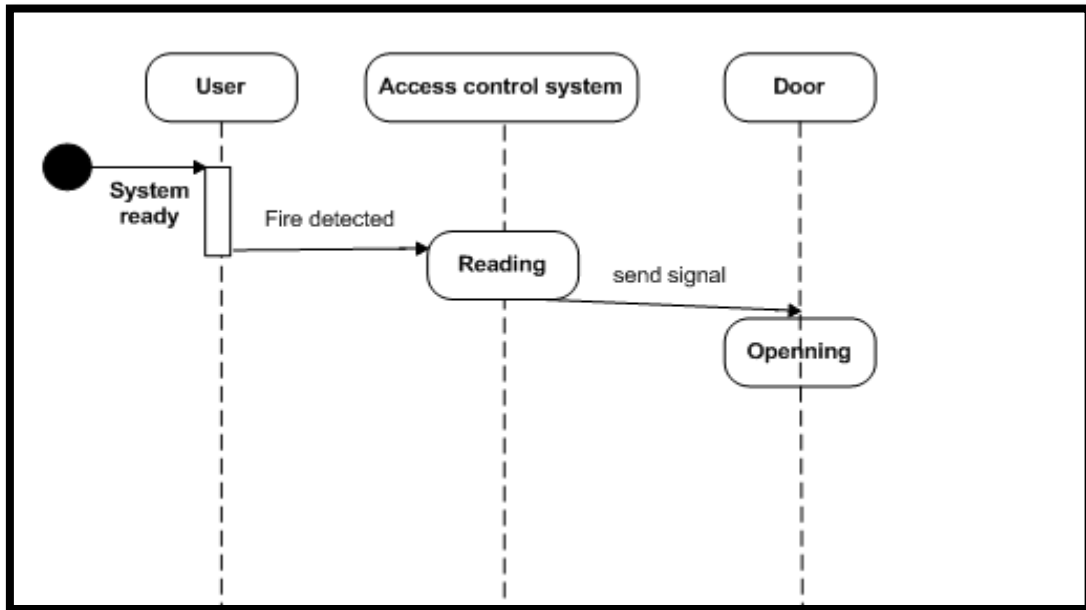 User
Access control system
Door
System
ready
Fire detected
Reading
send signal
Openning